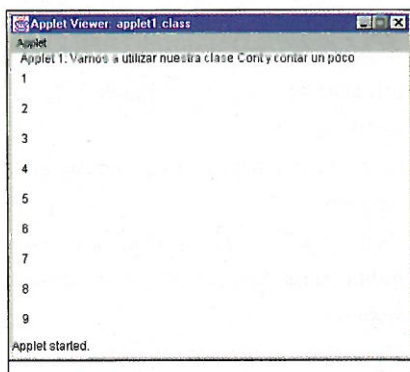 Applet Viewer: applet1.class
Applet
Applet 1. Vamos a utilizar nuestra clase Cont y contar un poco
1
2
3
4
5
6
7
8
9
Applet started.